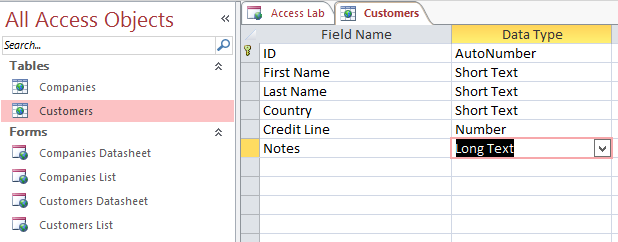 All Access Objects
Search...
Tables
Companies
Customers
Forms
Companies Datasheet
Companies List
Customers Datasheet
Customers List
Access Lab Customers
Field Name Data Type
ID AutoNumber
First Name Short Text
Last Name Short Text
Country Short Text
Credit Line Number
Notes Long Text